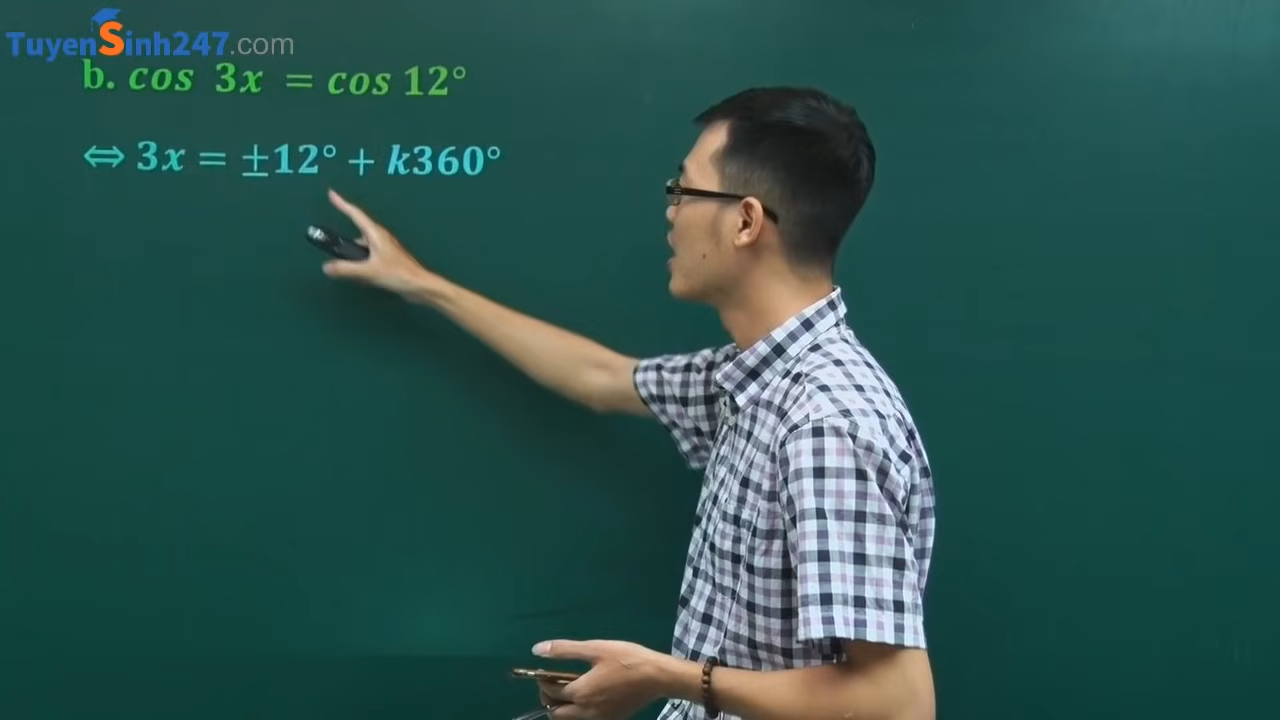 TuyenSinh247.com
b. cos 3x = cos 12°
⇔ 3x = ±12° + k360°